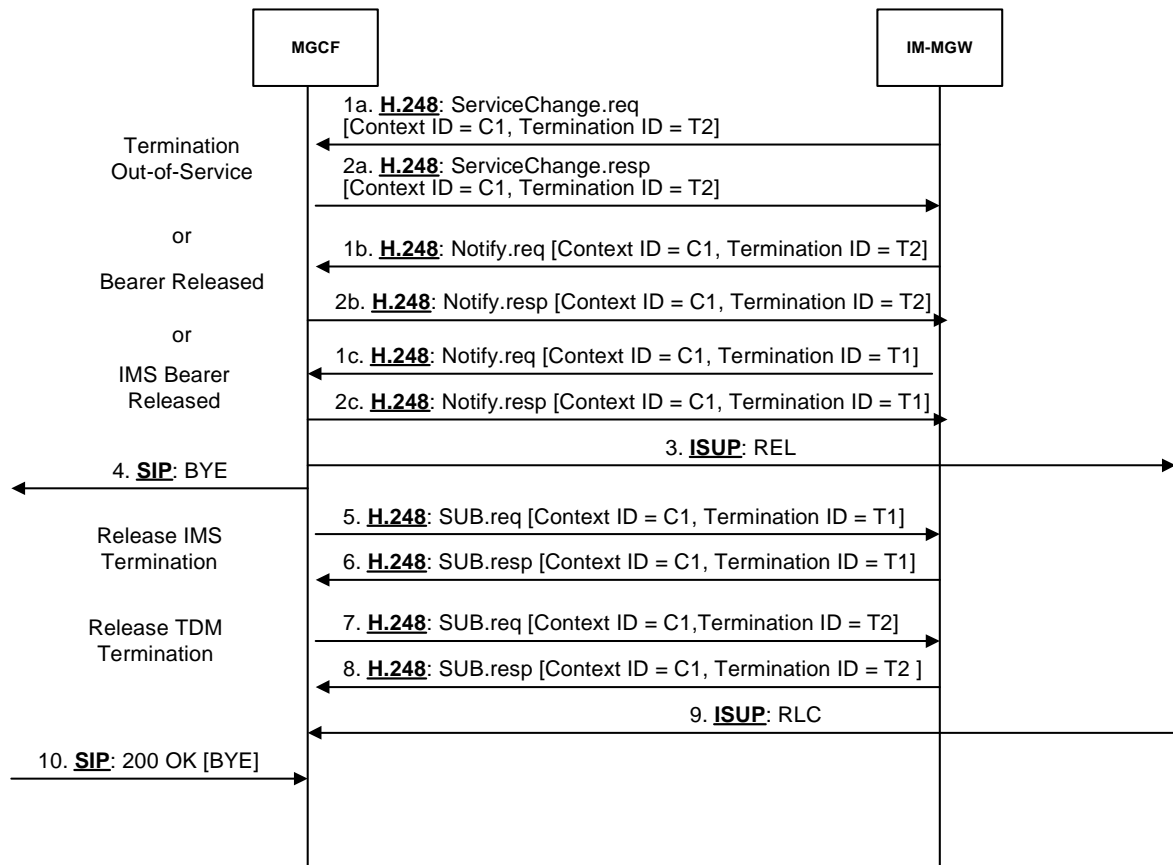 MGCF
IM-MGW
1a. H.248: ServiceChange.req
[Context ID = C1, Termination ID = T2]
Termination
Out-of-Service
2a. H.248: ServiceChange.resp
[Context ID = C1, Termination ID = T2]
or
1b. H.248: Notify.req [Context ID = C1, Termination ID = T2]
Bearer Released
2b. H.248: Notify.resp [Context ID = C1, Termination ID = T2]
or
1c. H.248: Notify.req [Context ID = C1, Termination ID = T1]
IMS Bearer
Released
2c. H.248: Notify.resp [Context ID = C1, Termination ID = T1]
3. ISUP: REL
4. SIP: BYE
5. H.248: SUB.req [Context ID = C1, Termination ID = T1]
Release IMS
Termination
6. H.248: SUB.resp [Context ID = C1, Termination ID = T1]
7. H.248: SUB.req [Context ID = C1,Termination ID = T2]
Release TDM
Termination
8. H.248: SUB.resp [Context ID = C1, Termination ID = T2 ]
9. ISUP: RLC
10. SIP: 200 OK [BYE]